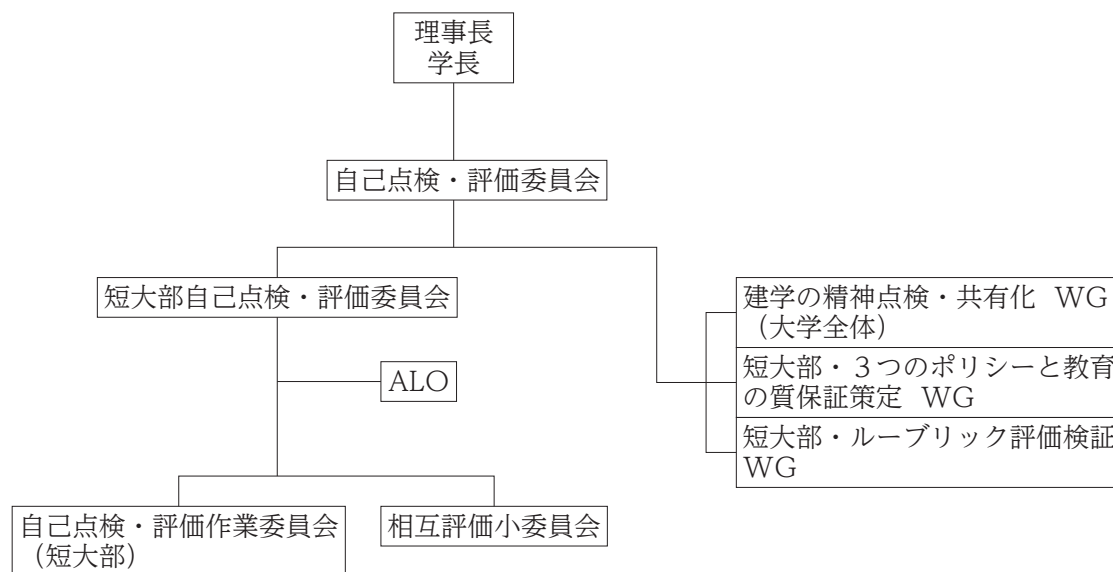 理事長
学長
自己点検・評価委員会
短大部自己点検・評価委員会
ALO
自己点検・評価作業委員会
（短大部）
相互評価小委員会
建学の精神点検・共有化 WG
（大学全体）
短大部・３つのポリシーと教育
の質保証策定 WG
短大部・ルーブリック評価検証
WG